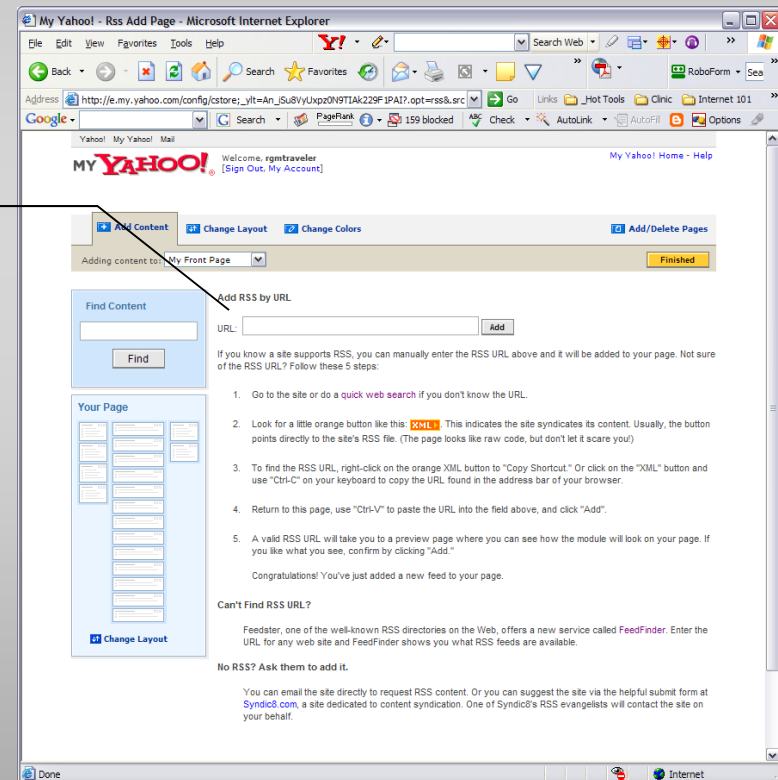 My Yahoo! - Rss Add Page - Microsoft Internet Explorer
File Edit View Favorites Tools Help Y! Search Web »
Back Search Favorites » RoboForm Sea »
Address http://e.my.yahoo.com/config/cstore;_ylt=An_iSu8VyUxpz0N9TIAk229F1PAI?.opt=rss&.src Go Links _Hot Tools Clinic Internet 101 »
Google G Search PageRank 159 blocked ABC Check AutoLink AutoFill Options
Yahoo! My Yahoo! Mail
MY YAHOO!® Welcome, rgmtraveler
[Sign Out, My Account]
My Yahoo! Home - Help
Add Content Change Layout Change Colors Add/Delete Pages
Adding content to: My Front Page Finished
Find Content
Find
Your Page
Change Layout
Add RSS by URL
URL: Add
If you know a site supports RSS, you can manually enter the RSS URL above and it will be added to your page. Not sure
of the RSS URL? Follow these 5 steps:
1. Go to the site or do a quick web search if you don't know the URL.
2. Look for a little orange button like this: XML. This indicates the site syndicates its content. Usually, the button
points directly to the site's RSS file. (The page looks like raw code, but don't let it scare you!)
3. To find the RSS URL, right-click on the orange XML button to "Copy Shortcut." Or click on the "XML" button and
use "Ctrl-C" on your keyboard to copy the URL found in the address bar of your browser.
4. Return to this page, use "Ctrl-V" to paste the URL into the field above, and click "Add".
5. A valid RSS URL will take you to a preview page where you can see how the module will look on your page. If
you like what you see, confirm by clicking "Add."
Congratulations! You've just added a new feed to your page.
Can't Find RSS URL?
Feedster, one of the well-known RSS directories on the Web, offers a new service called FeedFinder. Enter the
URL for any web site and FeedFinder shows you what RSS feeds are available.
No RSS? Ask them to add it.
You can email the site directly to request RSS content. Or you can suggest the site via the helpful submit form at
Syndic8.com, a site dedicated to content syndication. One of Syndic8's RSS evangelists will contact the site on
your behalf.
Done Internet